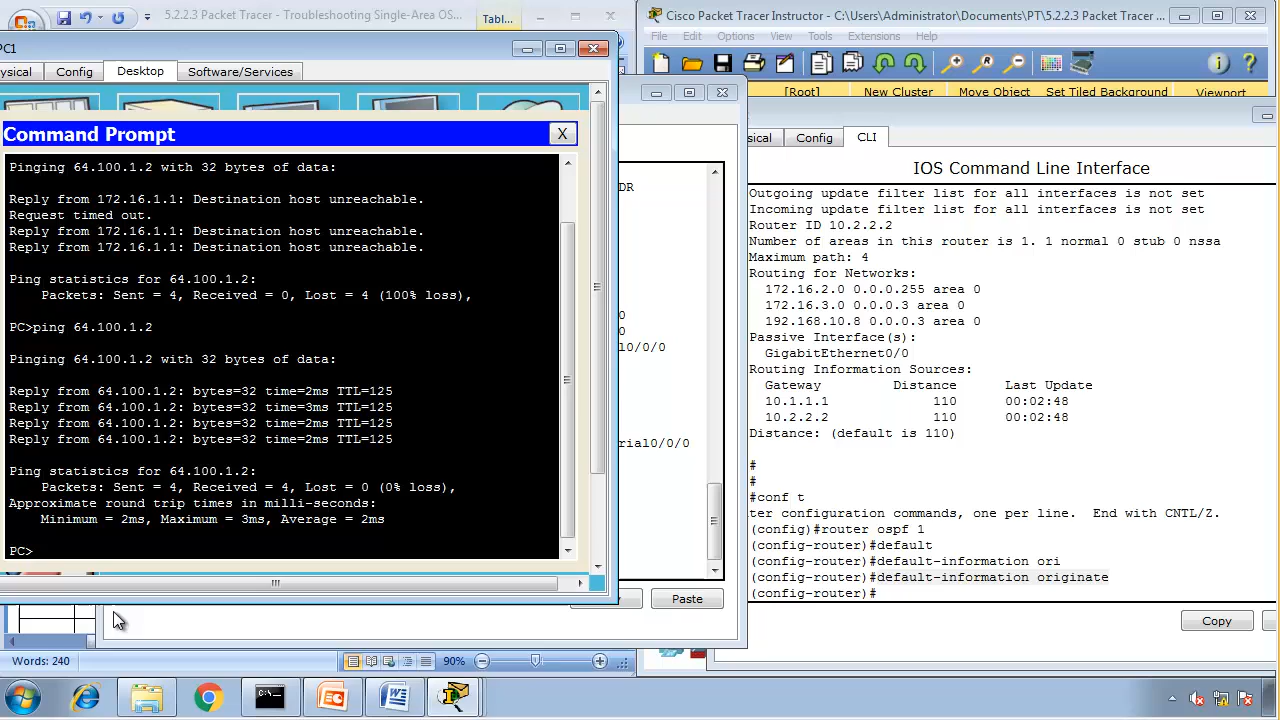 5.2.2.3 Packet Tracer - Troubleshooting Single-Area OS
Tabl...
Cisco Packet Tracer Instructor - C:\Users\Administrator\Documents\PT\5.2.2.3 Packet Tracer ...
File Edit Options View Tools Extensions Help
[Root] New Cluster Move Object Set Tiled Background Viewport
PC1
ysical Config Desktop Software/Services
Command Prompt X
Pinging 64.100.1.2 with 32 bytes of data:
Reply from 172.16.1.1: Destination host unreachable.
Request timed out.
Reply from 172.16.1.1: Destination host unreachable.
Reply from 172.16.1.1: Destination host unreachable.
Ping statistics for 64.100.1.2:
Packets: Sent = 4, Received = 0, Lost = 4 (100% loss),
PC>ping 64.100.1.2
Pinging 64.100.1.2 with 32 bytes of data:
Reply from 64.100.1.2: bytes=32 time=2ms TTL=125
Reply from 64.100.1.2: bytes=32 time=3ms TTL=125
Reply from 64.100.1.2: bytes=32 time=2ms TTL=125
Reply from 64.100.1.2: bytes=32 time=2ms TTL=125
Ping statistics for 64.100.1.2:
Packets: Sent = 4, Received = 4, Lost = 0 (0% loss),
Approximate round trip times in milli-seconds:
Minimum = 2ms, Maximum = 3ms, Average = 2ms
PC>
DR
0
0
l0/0/0
rial0/0/0
Paste
sical Config CLI
IOS Command Line Interface
Outgoing update filter list for all interfaces is not set
Incoming update filter list for all interfaces is not set
Router ID 10.2.2.2
Number of areas in this router is 1. 1 normal 0 stub 0 nssa
Maximum path: 4
Routing for Networks:
172.16.2.0 0.0.0.255 area 0
172.16.3.0 0.0.0.3 area 0
192.168.10.8 0.0.0.3 area 0
Passive Interface(s):
GigabitEthernet0/0
Routing Information Sources:
Gateway Distance Last Update
10.1.1.1 110 00:02:48
10.2.2.2 110 00:02:48
Distance: (default is 110)
#
#
#conf t
ter configuration commands, one per line. End with CNTL/Z.
(config)#router ospf 1
(config-router)#default
(config-router)#default-information ori
(config-router)#default-information originate
(config-router)#
Copy
Words: 240
90%